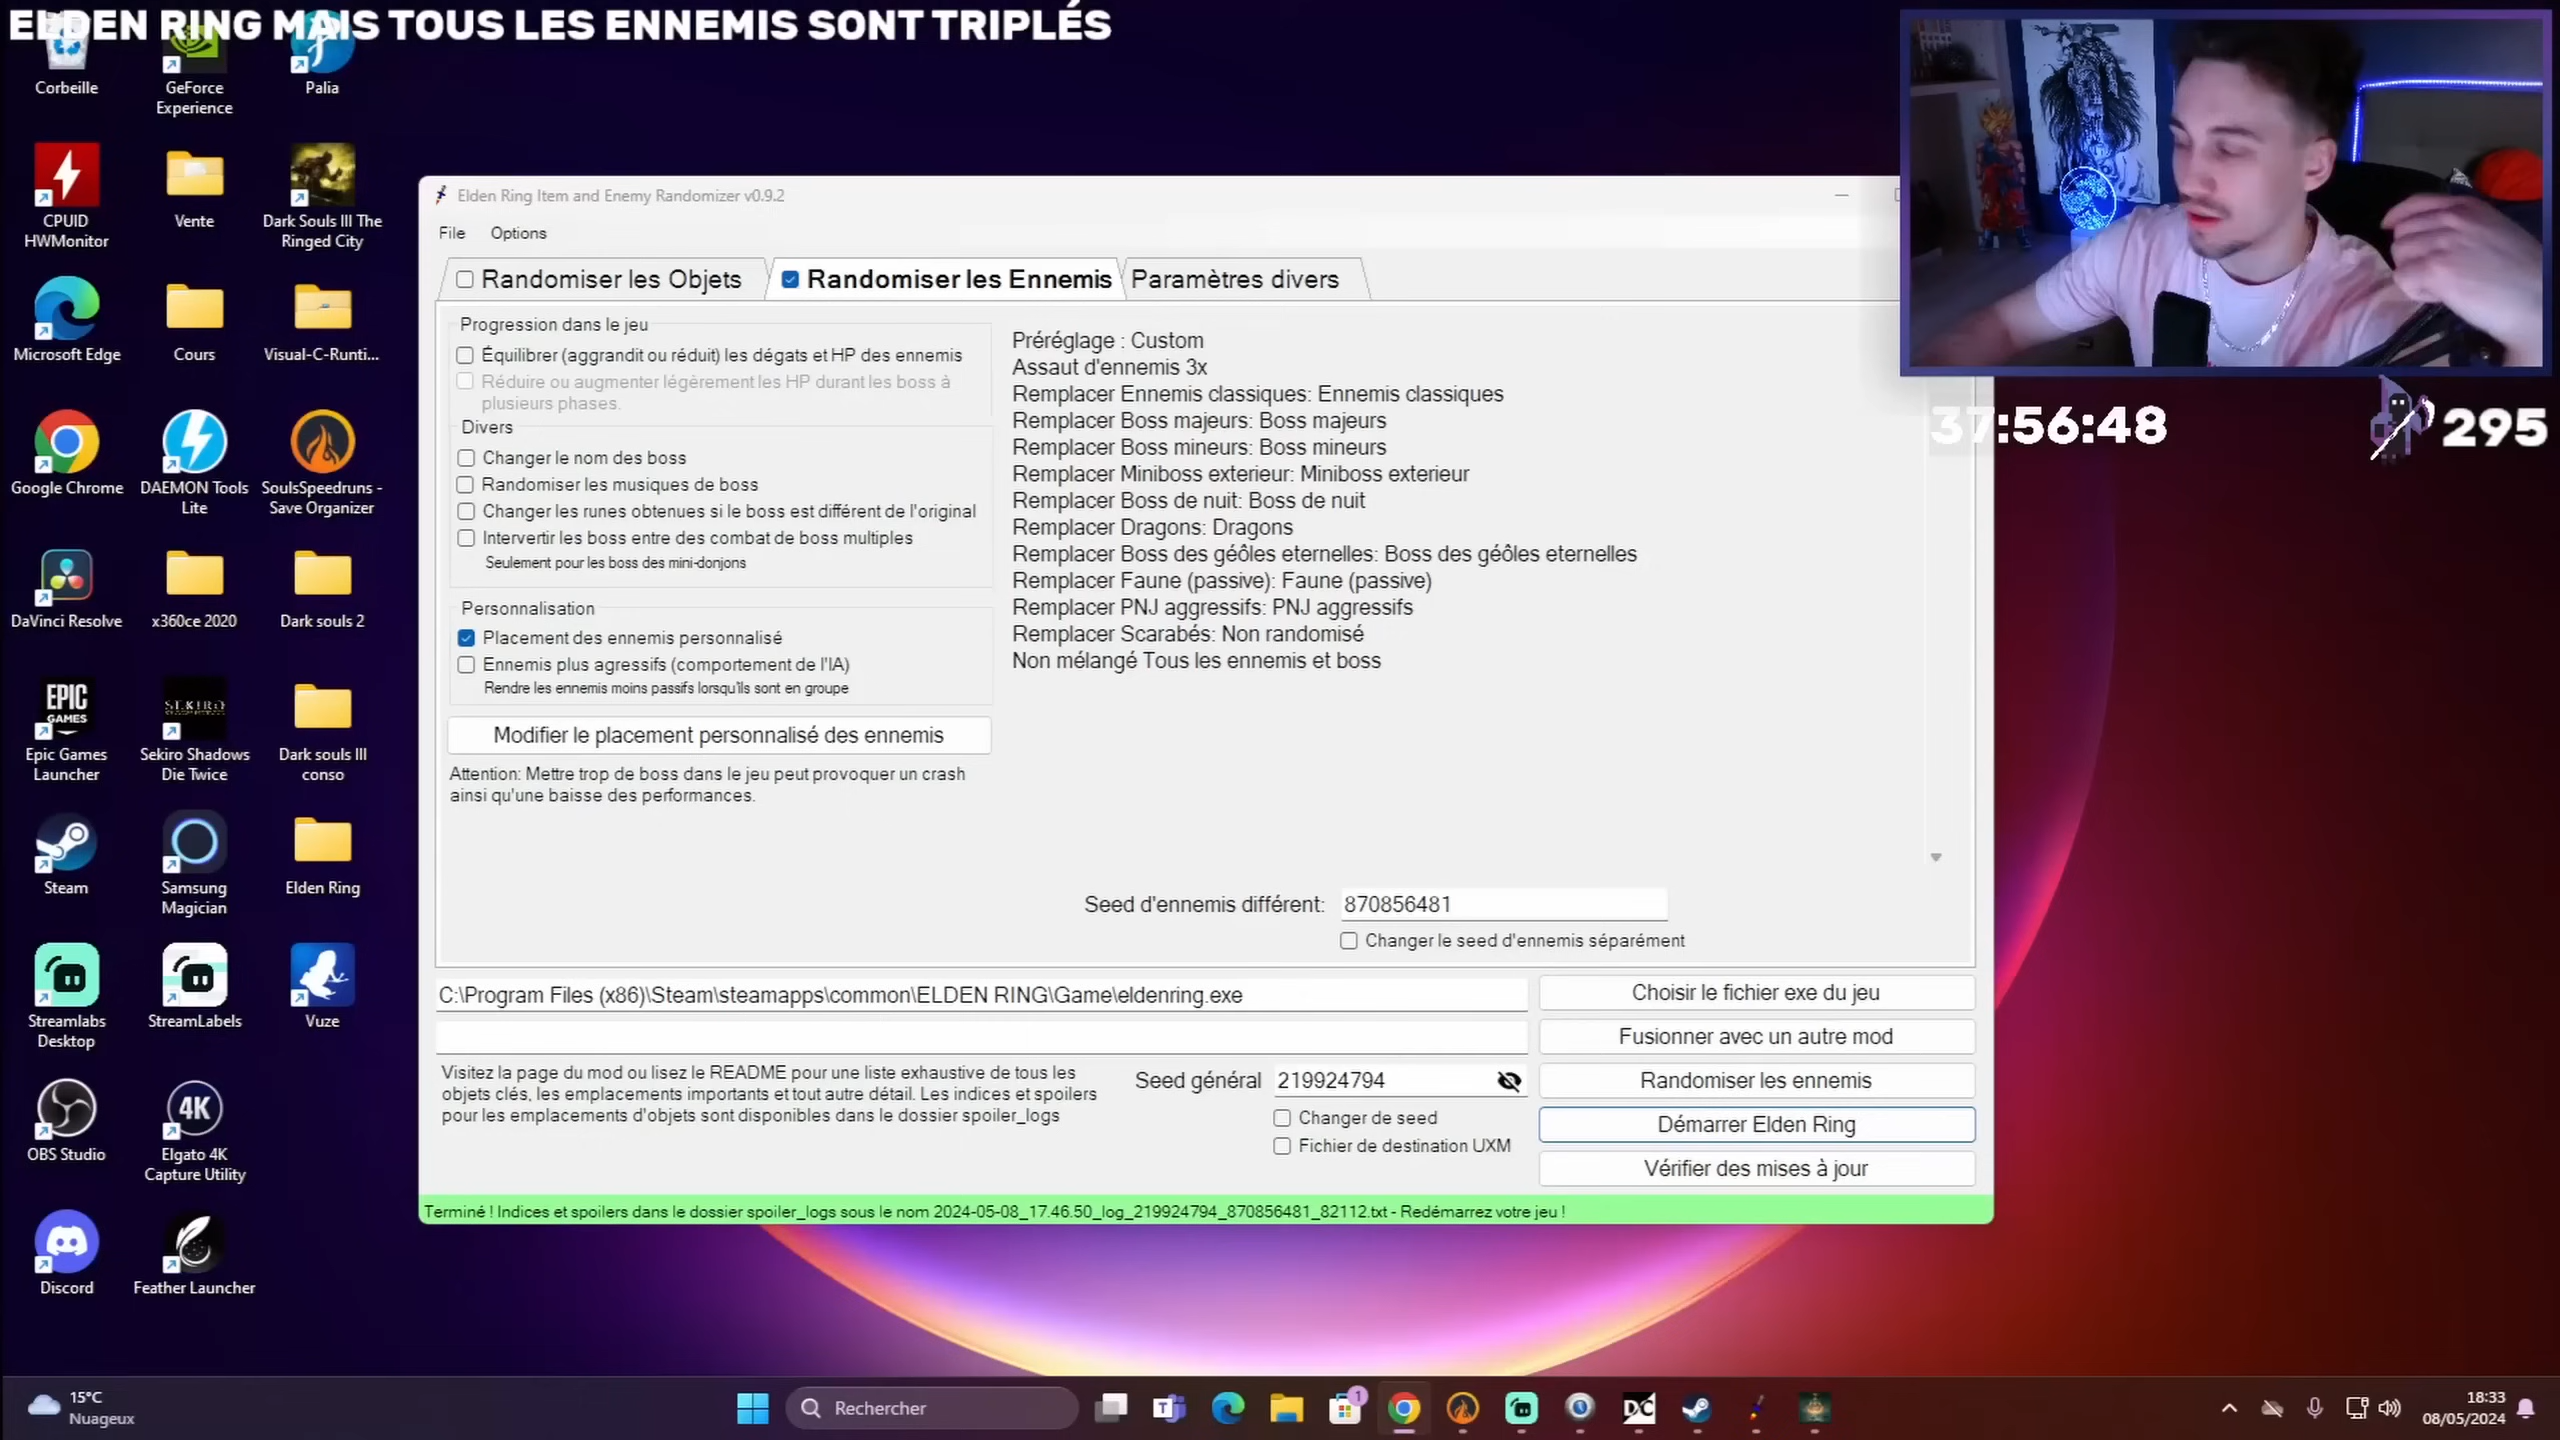 ELDEN RING MAIS TOUS LES ENNEMIS SONT TRIPLÉS
Corbeille
GeForce
Experience
Palia
CPUID
HWMonitor
Vente
Dark Souls III The
Ringed City
Microsoft Edge
Cours
Visual-C-Runti...
Google Chrome
DAEMON Tools
Lite
SoulsSpeedruns -
Save Organizer
DaVinci Resolve
x360ce 2020
Dark souls 2
EPIC
GAMES
Epic Games
Launcher
SEKIRO
Sekiro Shadows
Die Twice
Dark souls III
conso
Steam
Samsung
Magician
Elden Ring
Streamlabs
Desktop
StreamLabels
Vuze
OBS Studio
4K
Elgato 4K
Capture Utility
Discord
Feather Launcher
Elden Ring Item and Enemy Randomizer v0.9.2
File Options
Randomiser les Objets
Randomiser les Ennemis
Paramètres divers
Progression dans le jeu
Équilibrer (aggrandit ou réduit) les dégats et HP des ennemis
Réduire ou augmenter légèrement les HP durant les boss à
plusieurs phases.
Divers
Changer le nom des boss
Randomiser les musiques de boss
Changer les runes obtenues si le boss est différent de l'original
Intervertir les boss entre des combat de boss multiples
Seulement pour les boss des mini-donjons
Personnalisation
Placement des ennemis personnalisé
Ennemis plus agressifs (comportement de l'IA)
Rendre les ennemis moins passifs lorsqu'ils sont en groupe
Modifier le placement personnalisé des ennemis
Attention: Mettre trop de boss dans le jeu peut provoquer un crash
ainsi qu'une baisse des performances.
Préréglage : Custom
Assaut d'ennemis 3x
Remplacer Ennemis classiques: Ennemis classiques
Remplacer Boss majeurs: Boss majeurs
Remplacer Boss mineurs: Boss mineurs
Remplacer Miniboss exterieur: Miniboss exterieur
Remplacer Boss de nuit: Boss de nuit
Remplacer Dragons: Dragons
Remplacer Boss des géôles eternelles: Boss des géôles eternelles
Remplacer Faune (passive): Faune (passive)
Remplacer PNJ aggressifs: PNJ aggressifs
Remplacer Scarabés: Non randomisé
Non mélangé Tous les ennemis et boss
Seed d'ennemis différent: 870856481
Changer le seed d'ennemis séparément
C:\Program Files (x86)\Steam\steamapps\common\ELDEN RING\Game\eldenring.exe
Choisir le fichier exe du jeu
Fusionner avec un autre mod
Visitez la page du mod ou lisez le README pour une liste exhaustive de tous les
objets clés, les emplacements importants et tout autre détail. Les indices et spoilers
pour les emplacements d'objets sont disponibles dans le dossier spoiler_logs
Seed général 219924794
Changer de seed
Fichier de destination UXM
Randomiser les ennemis
Démarrer Elden Ring
Vérifier des mises à jour
Terminé ! Indices et spoilers dans le dossier spoiler_logs sous le nom 2024-05-08_17.46.50_log_219924794_870856481_82112.txt - Redémarrez votre jeu !
37:56:48
295
15°C
Nuageux
Rechercher
1
DC
18:33
08/05/2024